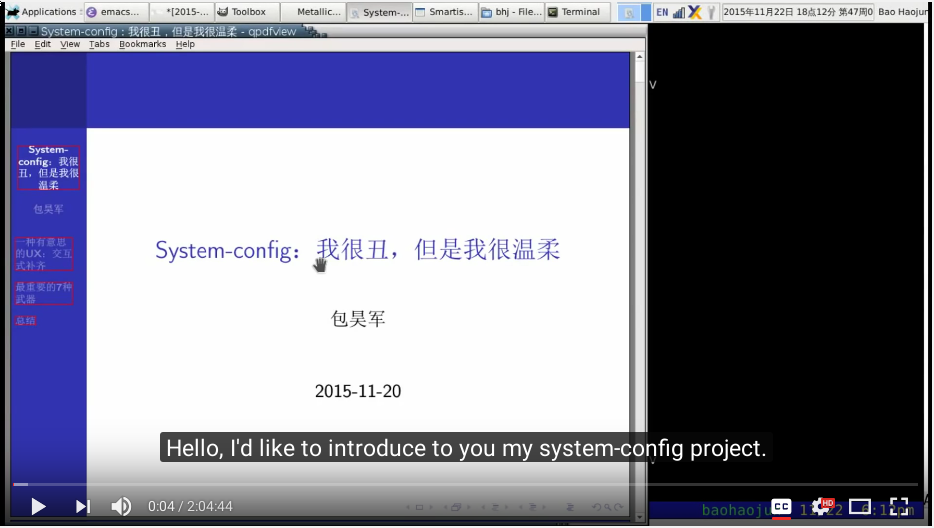 Applications
emacs...
*[2015-...
Toolbox
Metallic...
System-...
Smartis...
bhj - File...
Terminal
EN
2015年11月22日 18点12分 第47周0
Bao Haojun
System-config：我很丑，但是我很温柔 - qpdfview
File Edit View Tabs Bookmarks Help
v
System-
config：我很
丑，但是我很
温柔
包昊军
一种有意思
的UX：交互
式补齐
最重要的7种
武器
总结
System-config：我很丑，但是我很温柔
包昊军
2015-11-20
Hello, I'd like to introduce to you my system-config project.
0:04 / 2:04:44
CC
HD